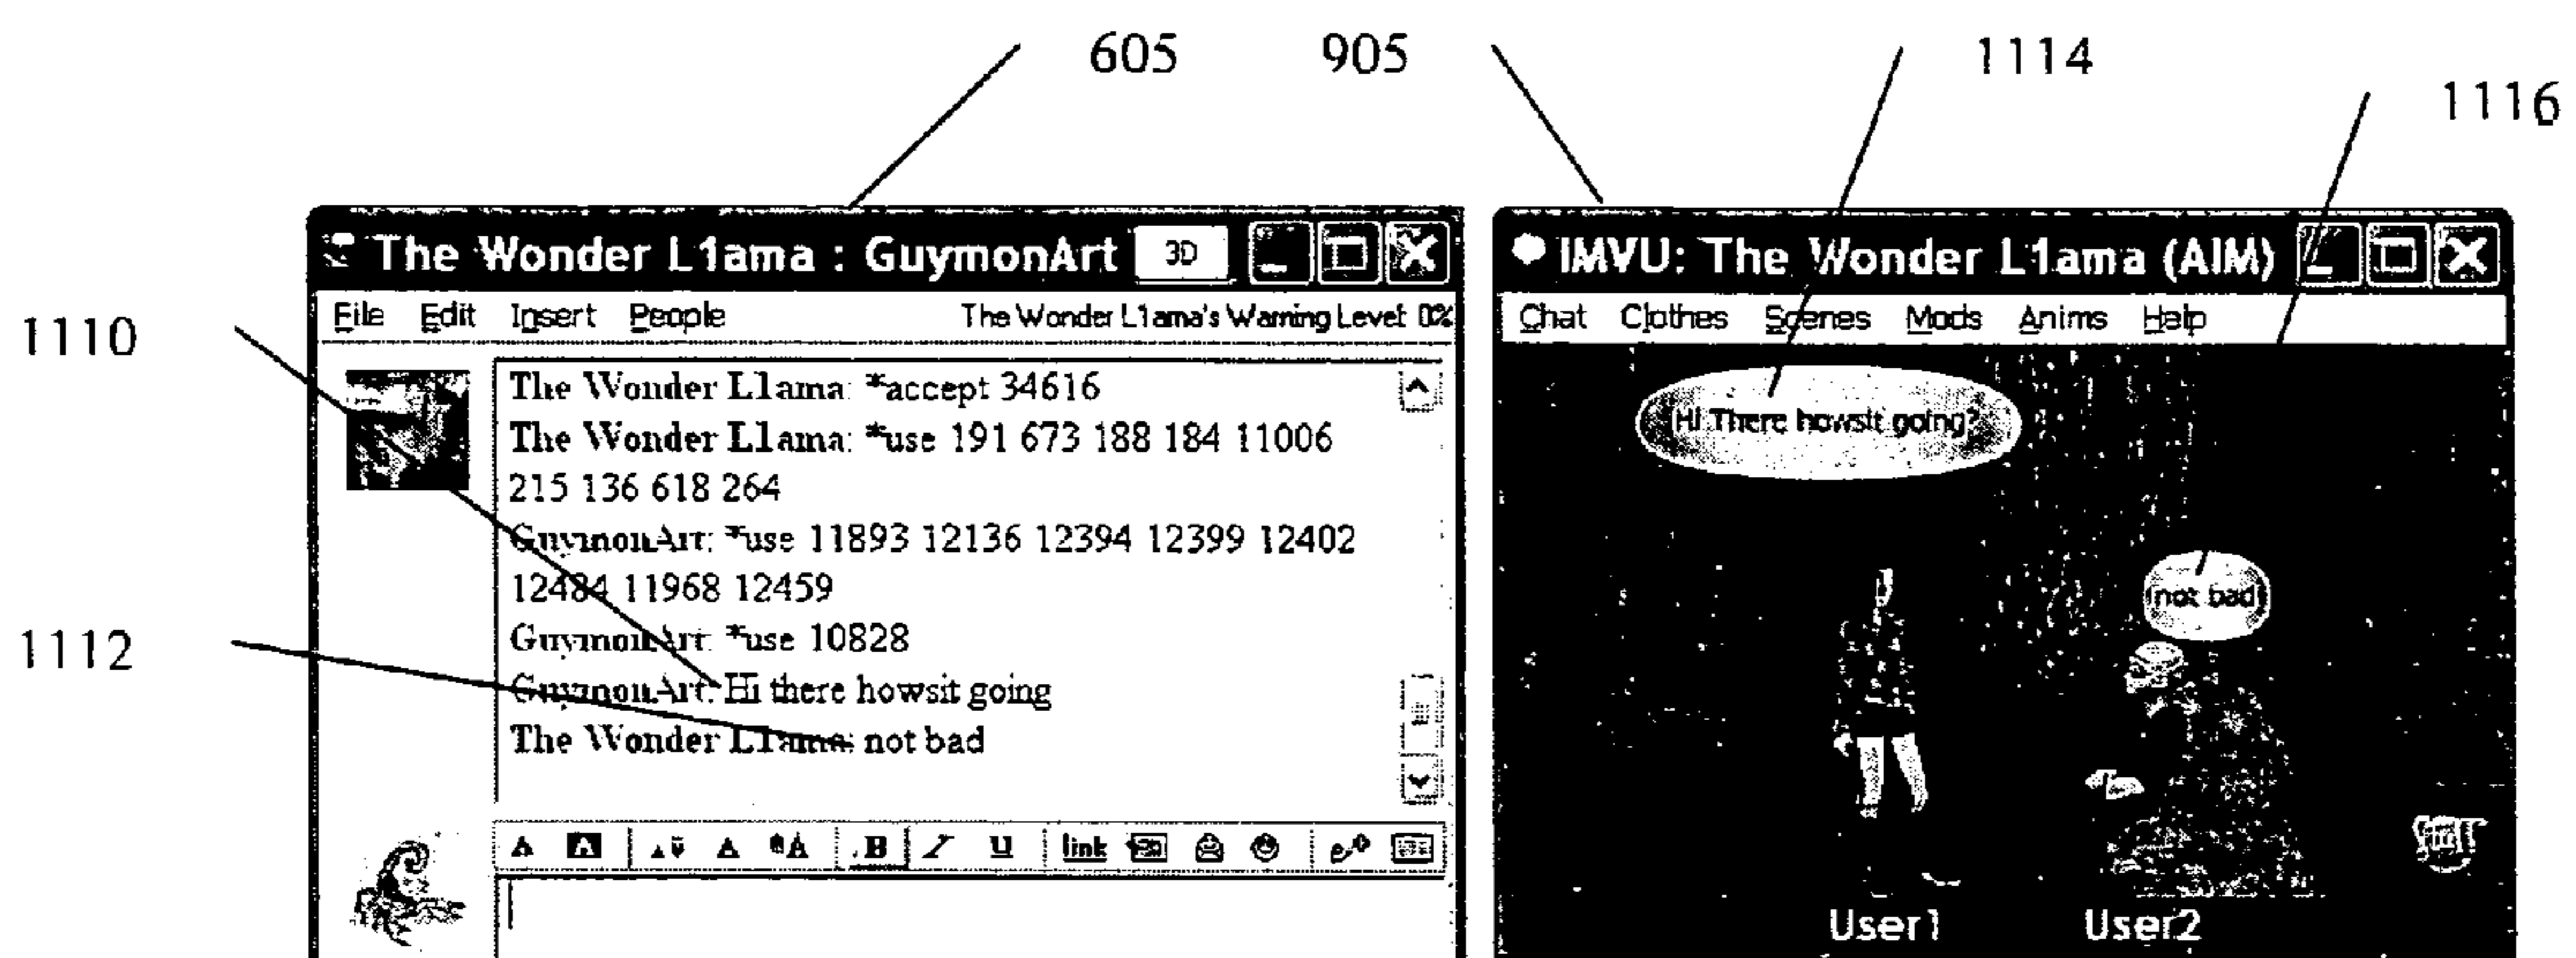 605 905 1114
1116
The Wonder L1ama : GuymonArt 3D
File Edit Insert People The Wonder L1ama's Warning Level: 0%
1110
The Wonder L1ama: *accept 34616
The Wonder L1ama: *use 191 673 188 184 11006
215 136 618 264
GuymonArt: *use 11893 12136 12394 12399 12402
12484 11968 12459
GuymonArt: *use 10828
1112
GuymonArt: Hi there howsit going
The Wonder L1ama: not bad
A A A A A B I U link
IMVU: The Wonder L1ama (AIM)
Chat Clothes Scenes Mods Anims Help
Hi There howsit going?
not bad
User1 User2